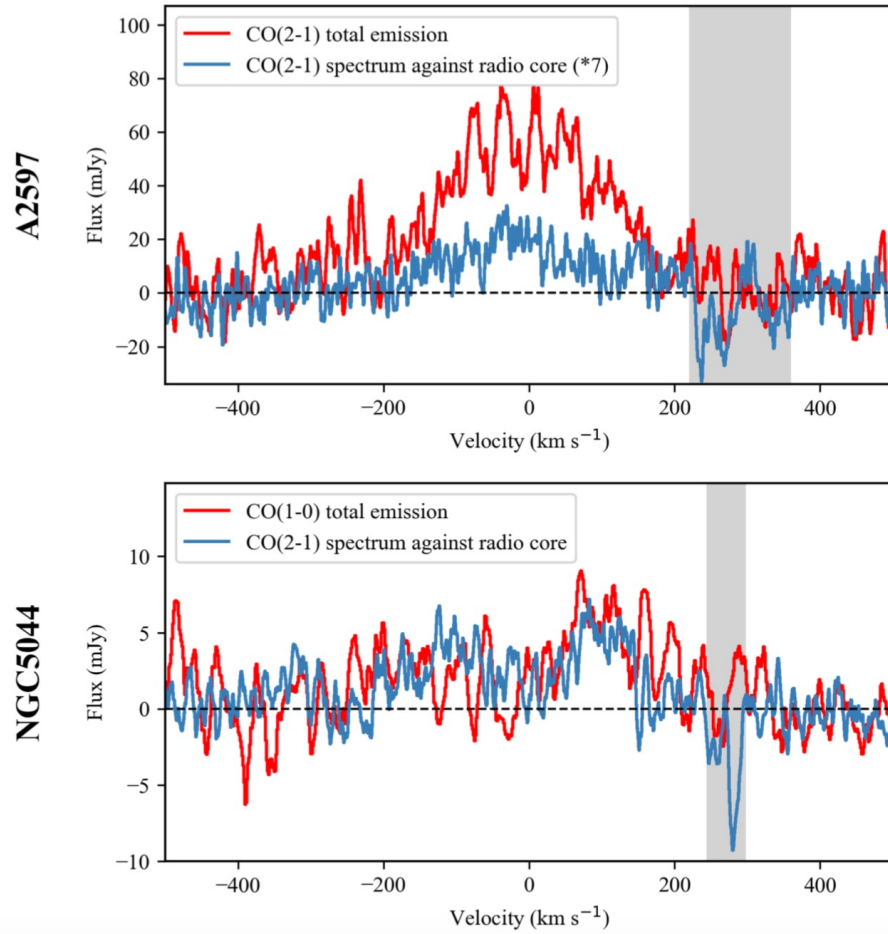 A2597
CO(2-1) total emission
CO(2-1) spectrum against radio core (*7)
Flux (mJy)
100
80
60
40
20
0
−20
−400 −200 0 200 400
Velocity (km s⁻¹)
NGC5044
CO(1-0) total emission
CO(2-1) spectrum against radio core
Flux (mJy)
10
5
0
−5
−10
−400 −200 0 200 400
Velocity (km s⁻¹)